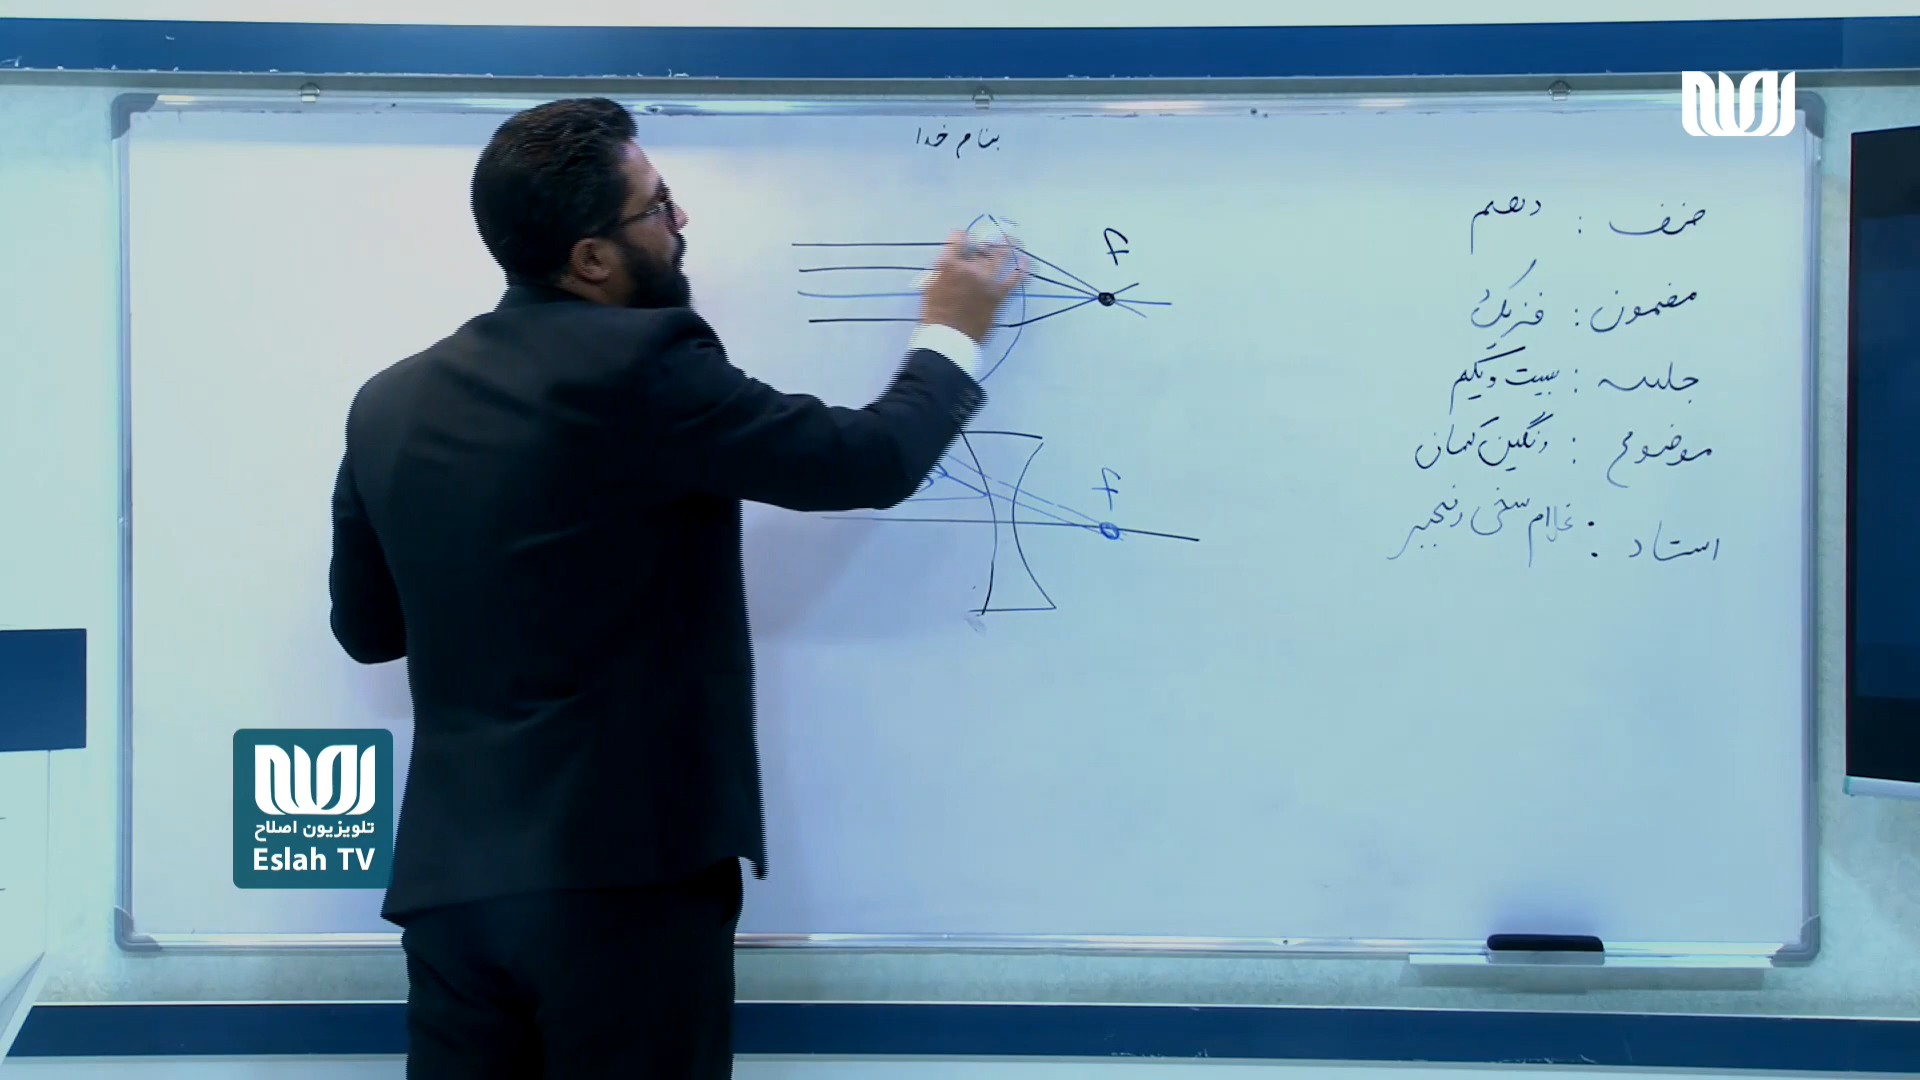 بنام خدا
صنف : دهم
مضمون : فزیک
جلسه : بیست و یکم
موضوع : رنگین کمان
استاد : غلام سخی رنجبر
f
f
تلویزیون اصلاح
Eslah TV